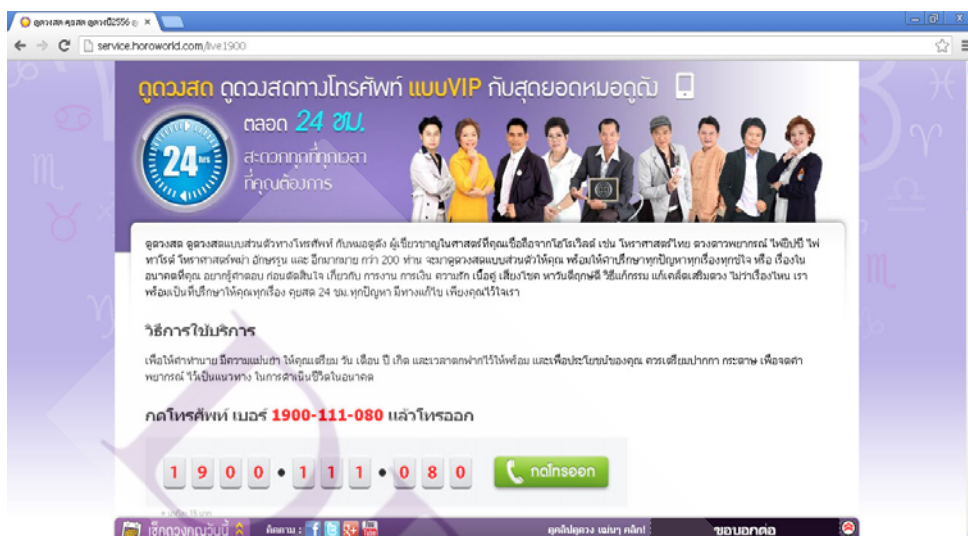 ดูดวงสด คุยสด ดูดวงปี2556 ดู
service.horoworld.com/live1900
ดูดวงสด ดูดวงสดทางโทรศัพท์ แบบVIP กับสุดยอดหมอดูดัง
ตลอด 24 ชม.
24 hrs
สะดวกทุกที่ทุกเวลา
ที่คุณต้องการ
ดูดวงสด ดูดวงสดแบบส่วนตัวทางโทรศัพท์ กับหมอดูดัง ผู้เชี่ยวชาญในศาสตร์ที่คุณเชื่อถือจากโฮโรเวิลด์ เช่น โหราศาสตร์ไทย ดวงดาวพยากรณ์ ไพ่ยิปซี ไพ่
ทาโรต์ โหราศาสตร์พม่า อักษรรูน และ อีกมากมาย กว่า 200 ท่าน จะมาดูดวงสดส่วนตัวให้คุณ พร้อมให้คำปรึกษาทุกปัญหาทุกเรื่องทุกข์ใจ หรือ เรื่องใน
อนาคตที่คุณ อยากรู้คำตอบ ก่อนตัดสินใจ เกี่ยวกับ การงาน การเงิน ความรัก เนื้อคู่ เสี่ยงโชค หาวันดีฤกษ์ดี วิธีแก้กรรม แก้เคล็ดเสริมดวง ไม่ว่าเรื่องไหน เรา
พร้อมเป็นที่ปรึกษาให้คุณทุกเรื่อง คุยสด 24 ชม.ทุกปัญหา มีทางแก้ไข เพียงคุณไว้ใจเรา
วิธีการใช้บริการ
เพื่อให้คำทำนาย มีความแม่นยำ ให้คุณเตรียม วัน เดือน ปี เกิด และเวลาตกฟากไว้ให้พร้อม และเพื่อประโยชน์ของคุณ ควรเตรียมปากกา กระดาษ เพื่อจดคำ
พยากรณ์ ไว้เป็นแนวทาง ในการดำเนินชีวิตในอนาคต
กดโทรศัพท์ เบอร์ 1900-111-080 แล้วโทรออก
1 9 0 0 • 1 1 1 • 0 8 0 กดโทรออก
นาทีละ 15 บาท
เช็กดวงคุณวันนี้ ติดตาม : ดูคลิปดูดวง แม่นๆ คลิก! ขอบอกต่อ